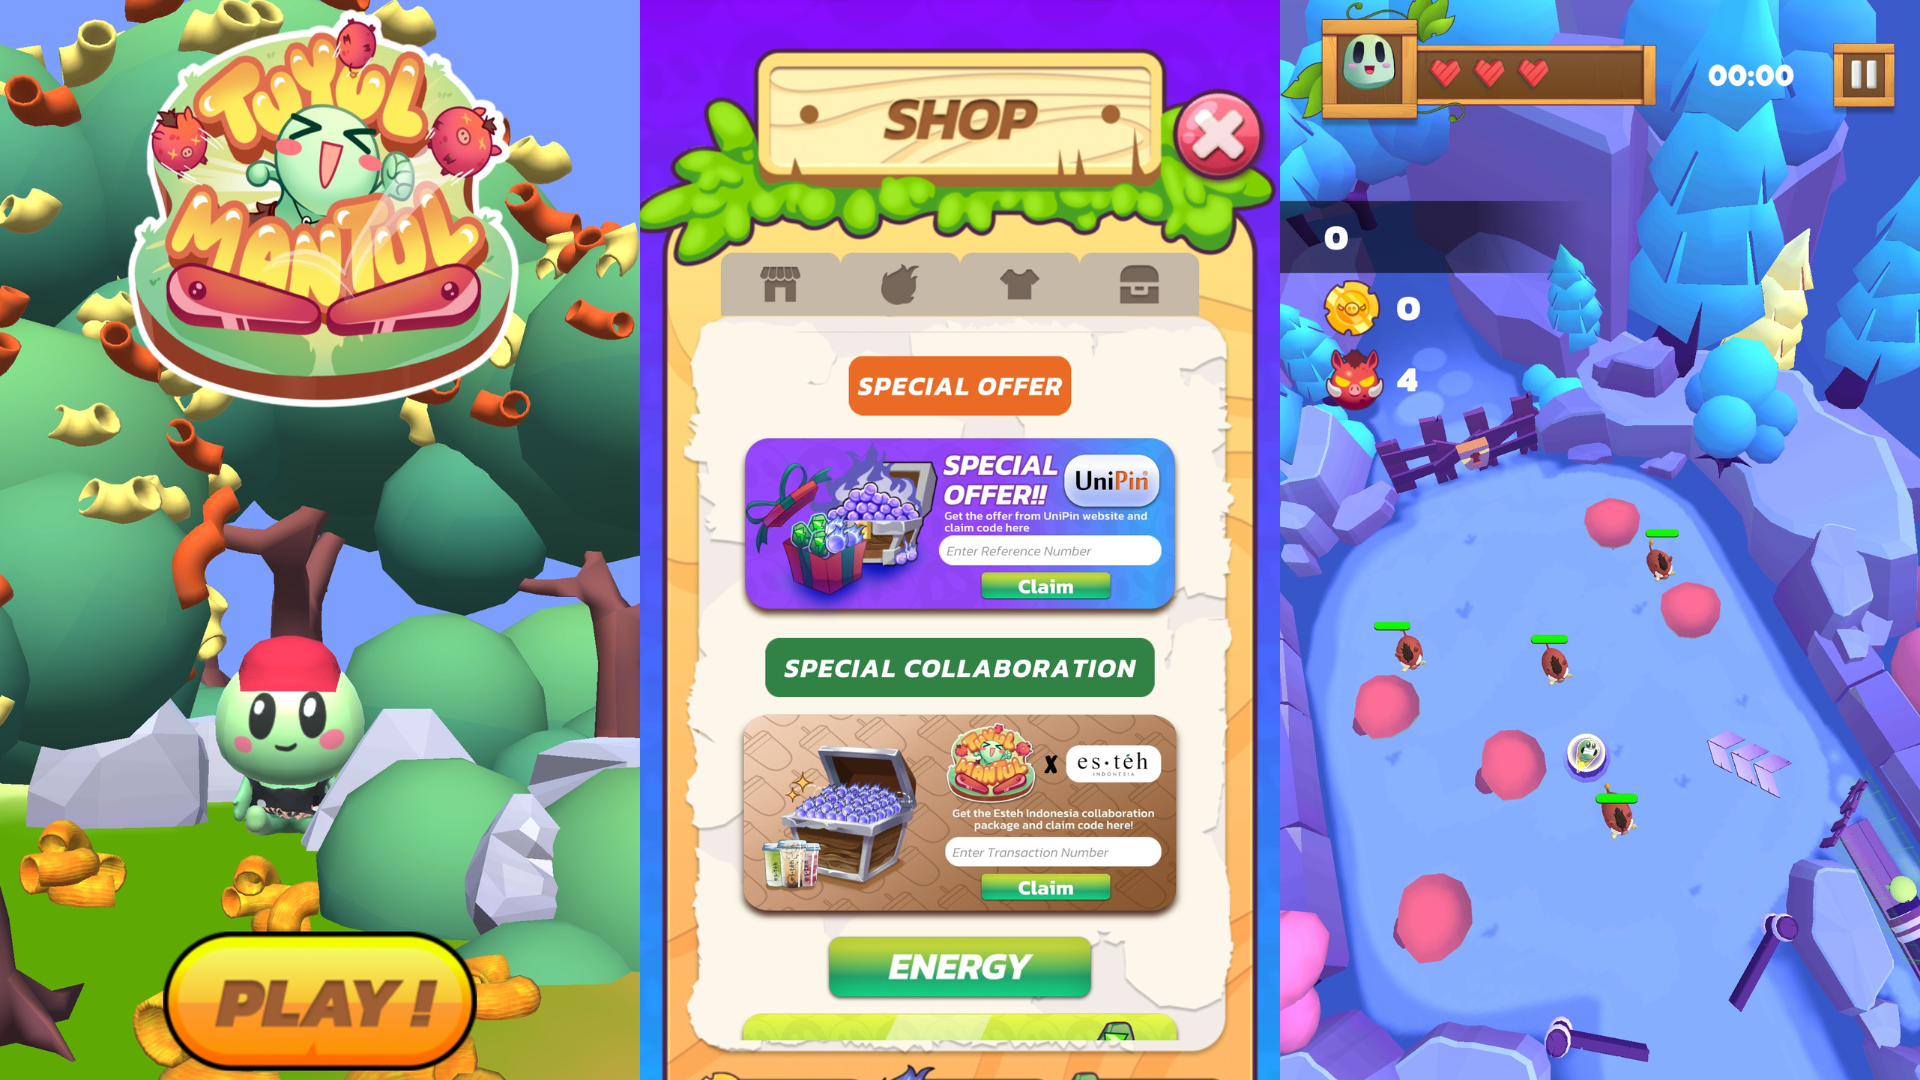 TUYUL
MANTUL
PLAY!
SHOP
SPECIAL OFFER
SPECIAL
OFFER!!
UniPin
Get the offer from UniPin website and
claim code here
Enter Reference Number
Claim
SPECIAL COLLABORATION
TUYUL
MANTUL
X
es·téh
INDONESIA
Get the Esteh Indonesia collaboration
package and claim code here!
Enter Transaction Number
Claim
ENERGY
00:00
0
0
4